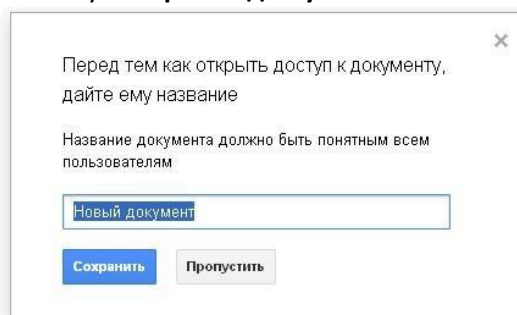 Перед тем как открыть доступ к документу,
дайте ему название
Название документа должно быть понятным всем
пользователям
Новый документ
Сохранить Пропустить